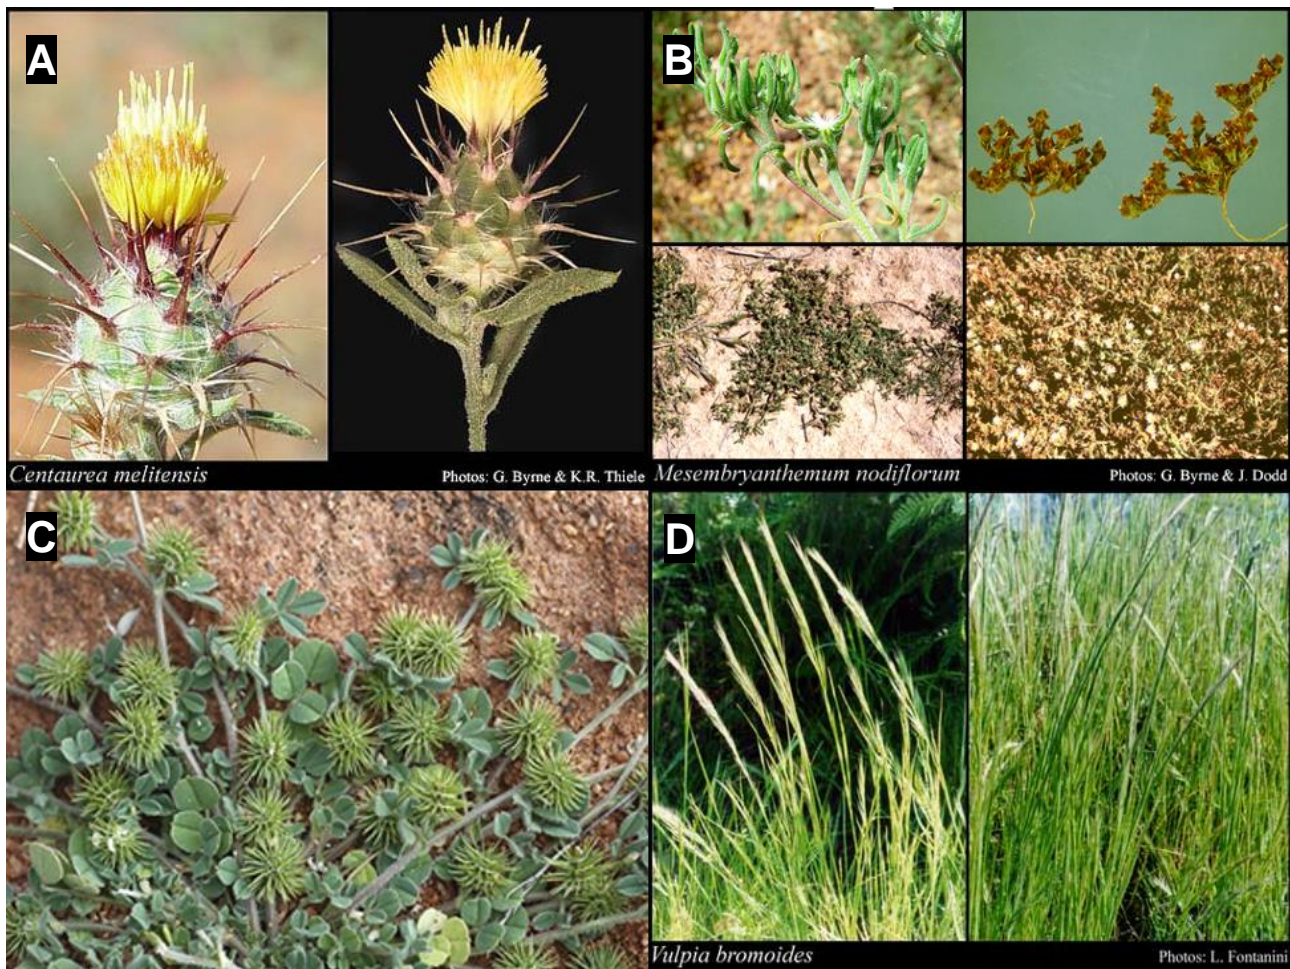 A
B
Centaurea melitensis
Photos: G. Byrne & K.R. Thiele
Mesembryanthemum nodiflorum
Photos: G. Byrne & J. Dodd
C
D
Vulpia bromoides
Photos: L. Fontanini